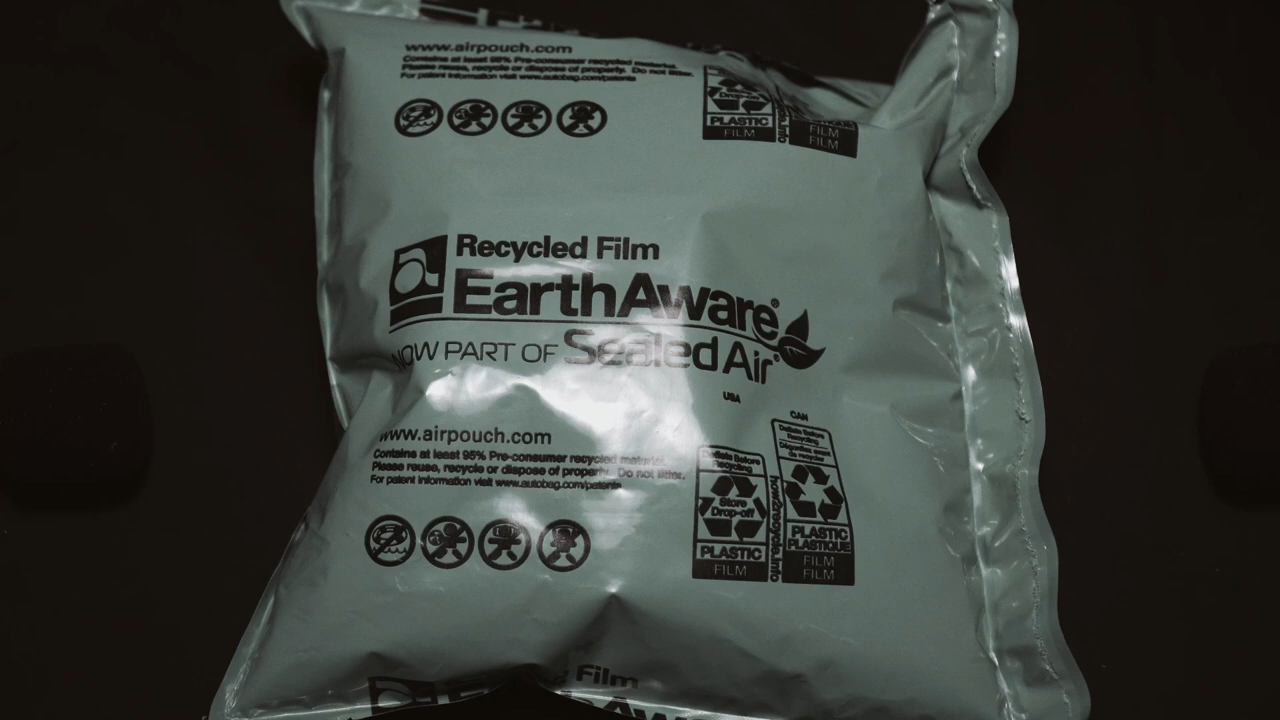 www.airpouch.com
Contains at least 95% Pre-consumer recycled material.
Please reuse, recycle or dispose of properly. Do not litter.
For patent information visit www.autobag.com/patents
PLASTIC
FILM
FILM
FILM
Recycled Film
EarthAware®
NOW PART OF Sealed Air®
USA
CAN
www.airpouch.com
Contains at least 95% Pre-consumer recycled material.
Please reuse, recycle or dispose of properly. Do not litter.
For patent information visit www.autobag.com/patents
Deflate Before
Recycling
Store
Drop-off
PLASTIC
FILM
how2recycle.info
Deflate Before
Recycling
PLASTIC
PLASTIQUE
FILM
FILM
Film